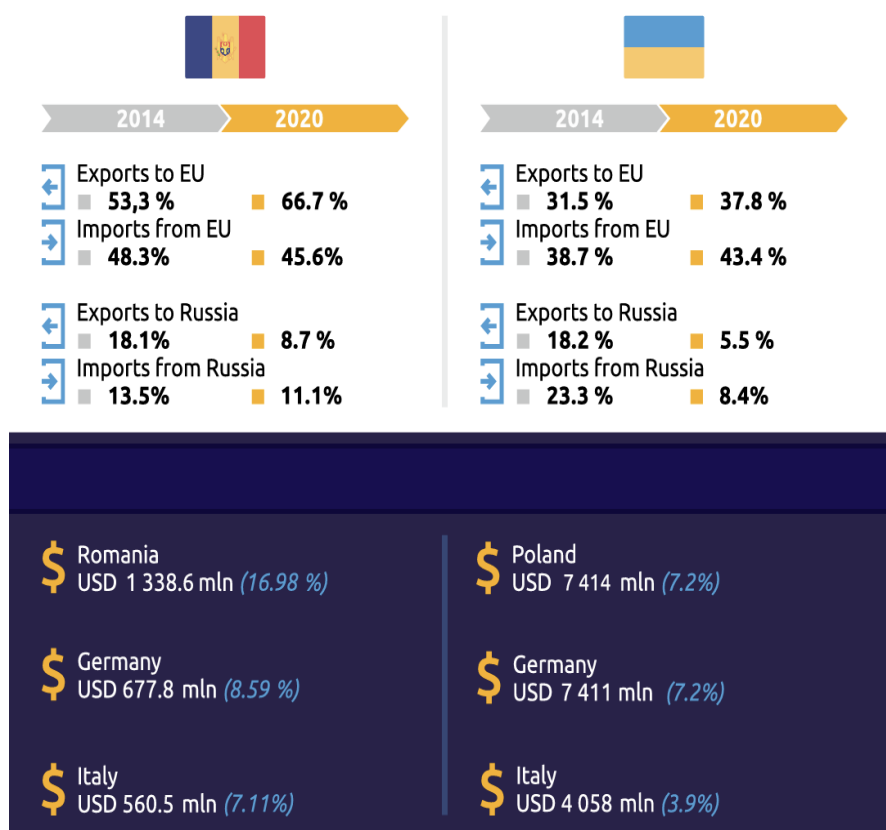 2014 2020
Exports to EU
53,3 % 66.7 %
Imports from EU
48.3% 45.6%
Exports to Russia
18.1% 8.7 %
Imports from Russia
13.5% 11.1%
2014 2020
Exports to EU
31.5 % 37.8 %
Imports from EU
38.7 % 43.4 %
Exports to Russia
18.2 % 5.5 %
Imports from Russia
23.3 % 8.4%
$ Romania
USD 1 338.6 mln (16.98 %)
$ Germany
USD 677.8 mln (8.59 %)
$ Italy
USD 560.5 mln (7.11%)
$ Poland
USD 7 414 mln (7.2%)
$ Germany
USD 7 411 mln (7.2%)
$ Italy
USD 4 058 mln (3.9%)